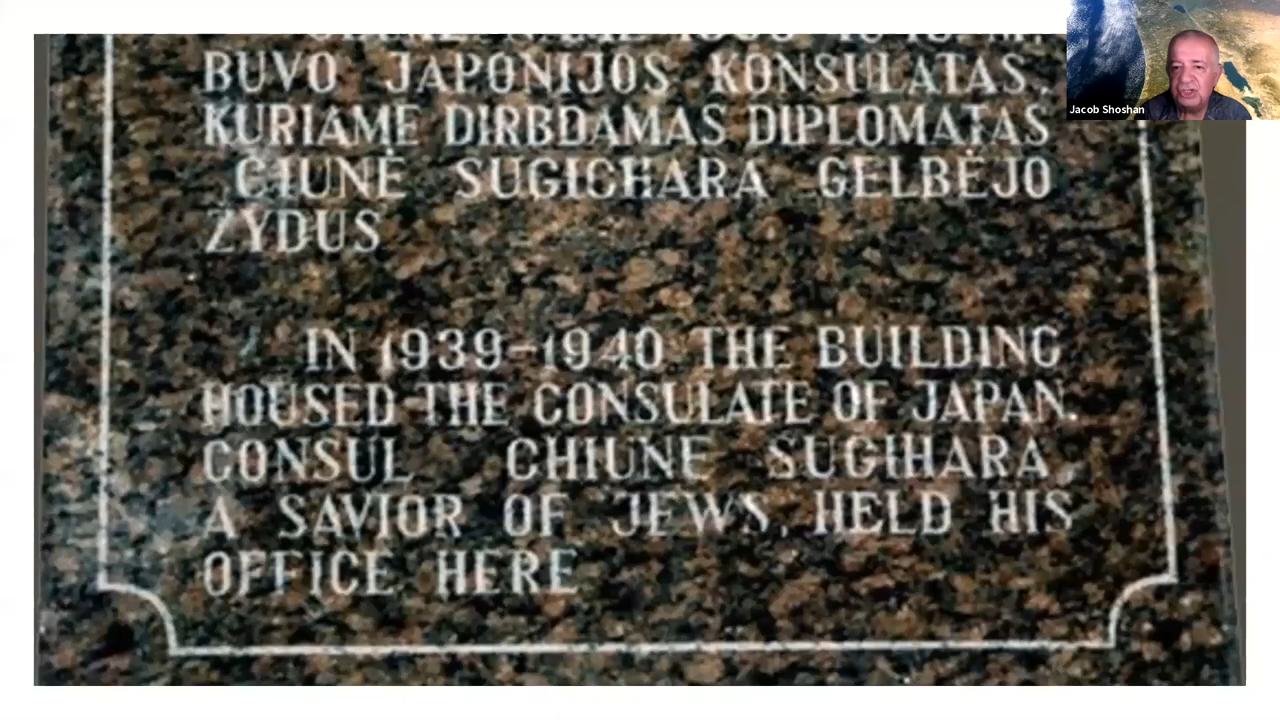 BUVO JAPONIJOS KONSULATAS,
KURIAME DIRBDAMAS DIPLOMATAS
ČIUNĖ SUGICHARA GELBĖJO
ŽYDUS
IN 1939-1940 THE BUILDING
HOUSED THE CONSULATE OF JAPAN.
CONSUL CHIUNE SUGIHARA,
A SAVIOR OF JEWS, HELD HIS
OFFICE HERE
Jacob Shoshan